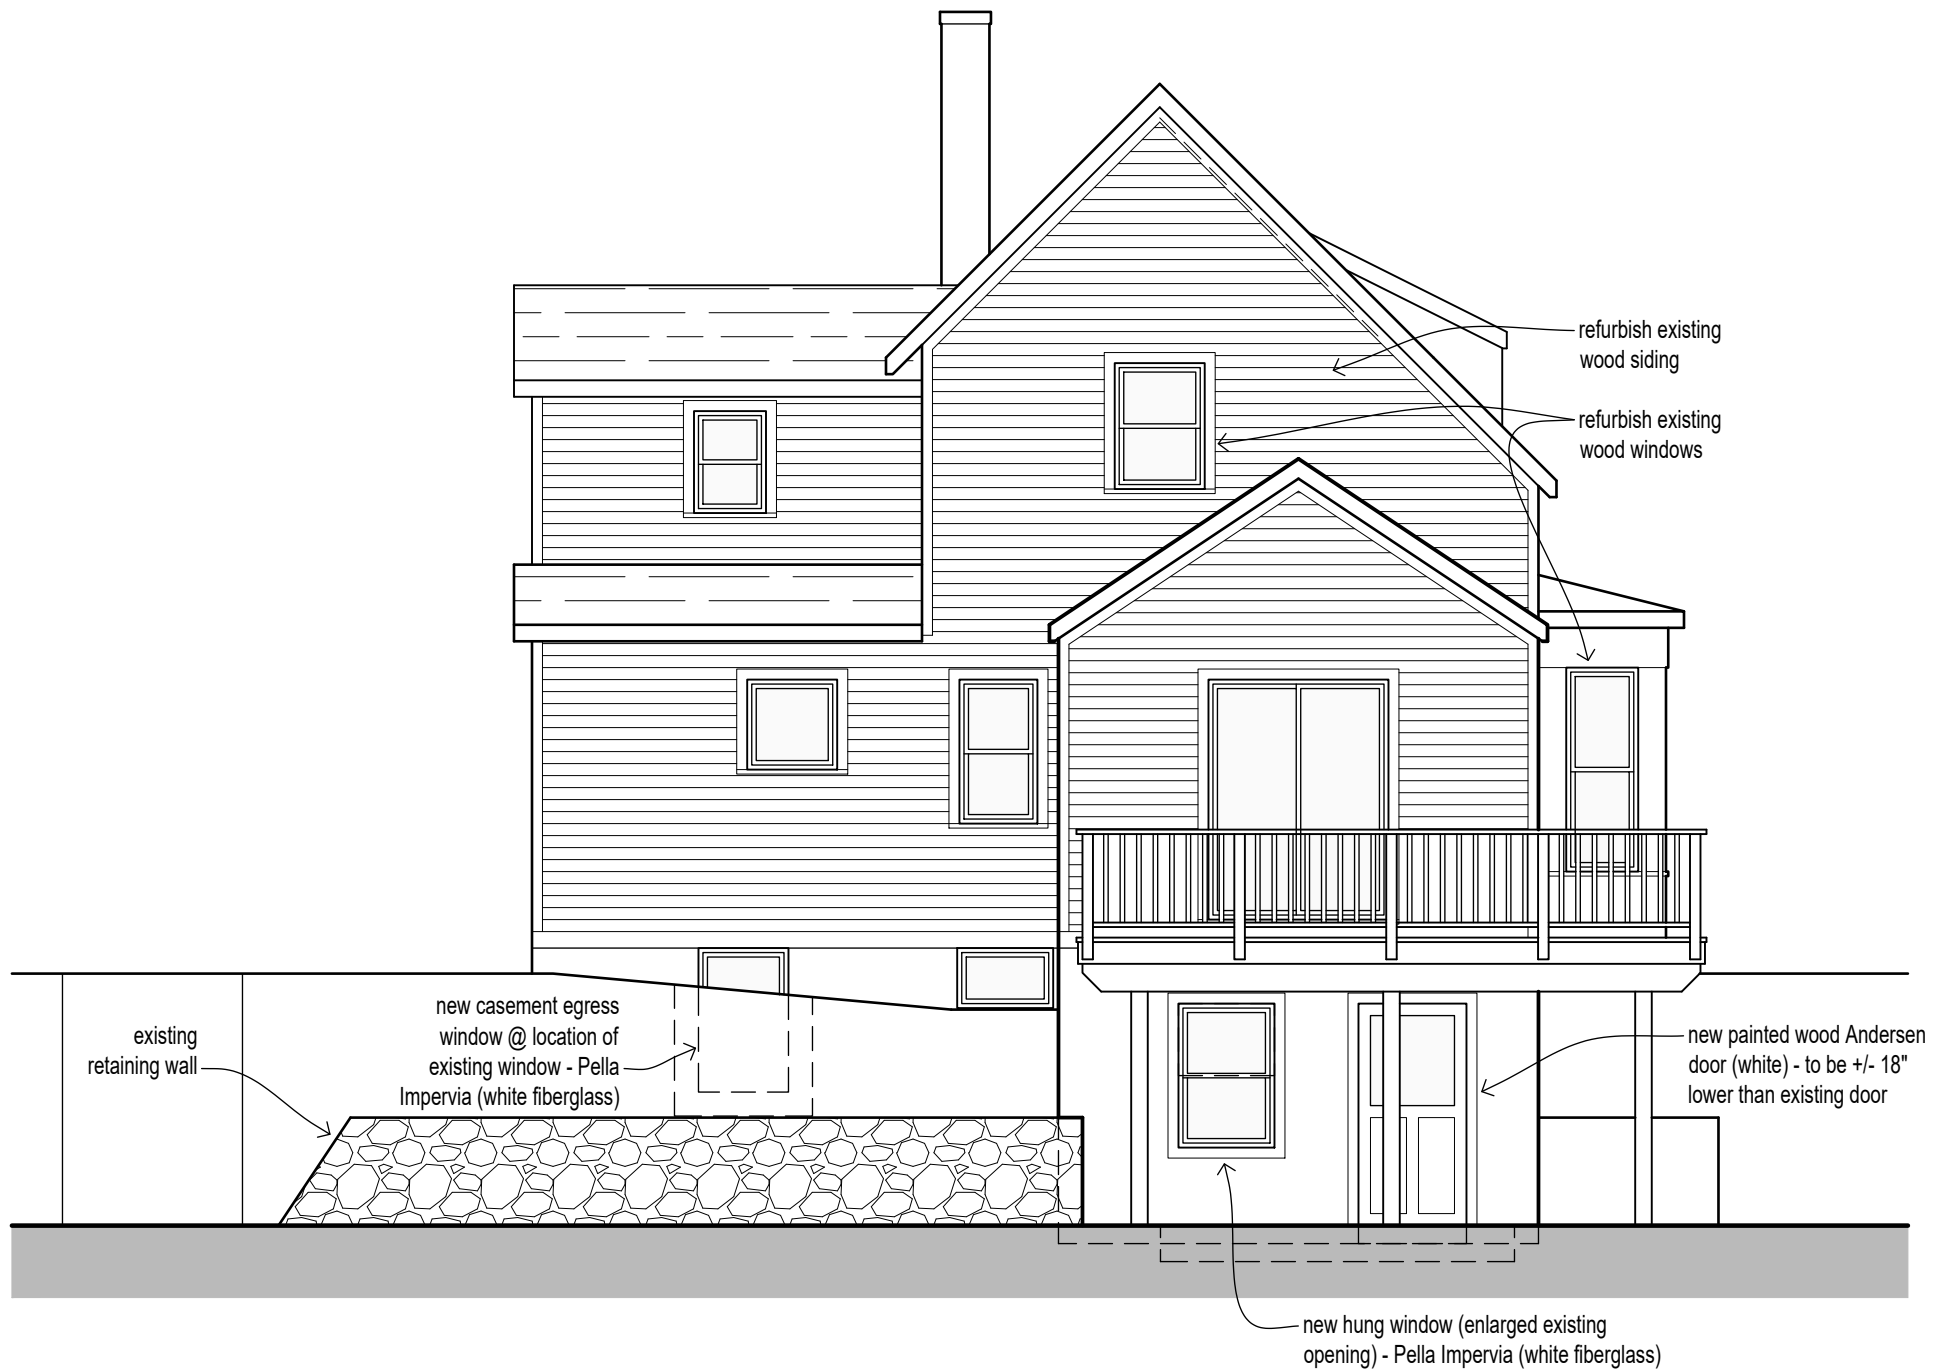 refurbish existing
wood siding
refurbish existing
wood windows
new casement egress
window @ location of
existing window - Pella
Impervia (white fiberglass)
existing
retaining wall
new painted wood Andersen
door (white) - to be +/- 18"
lower than existing door
new hung window (enlarged existing
opening) - Pella Impervia (white fiberglass)